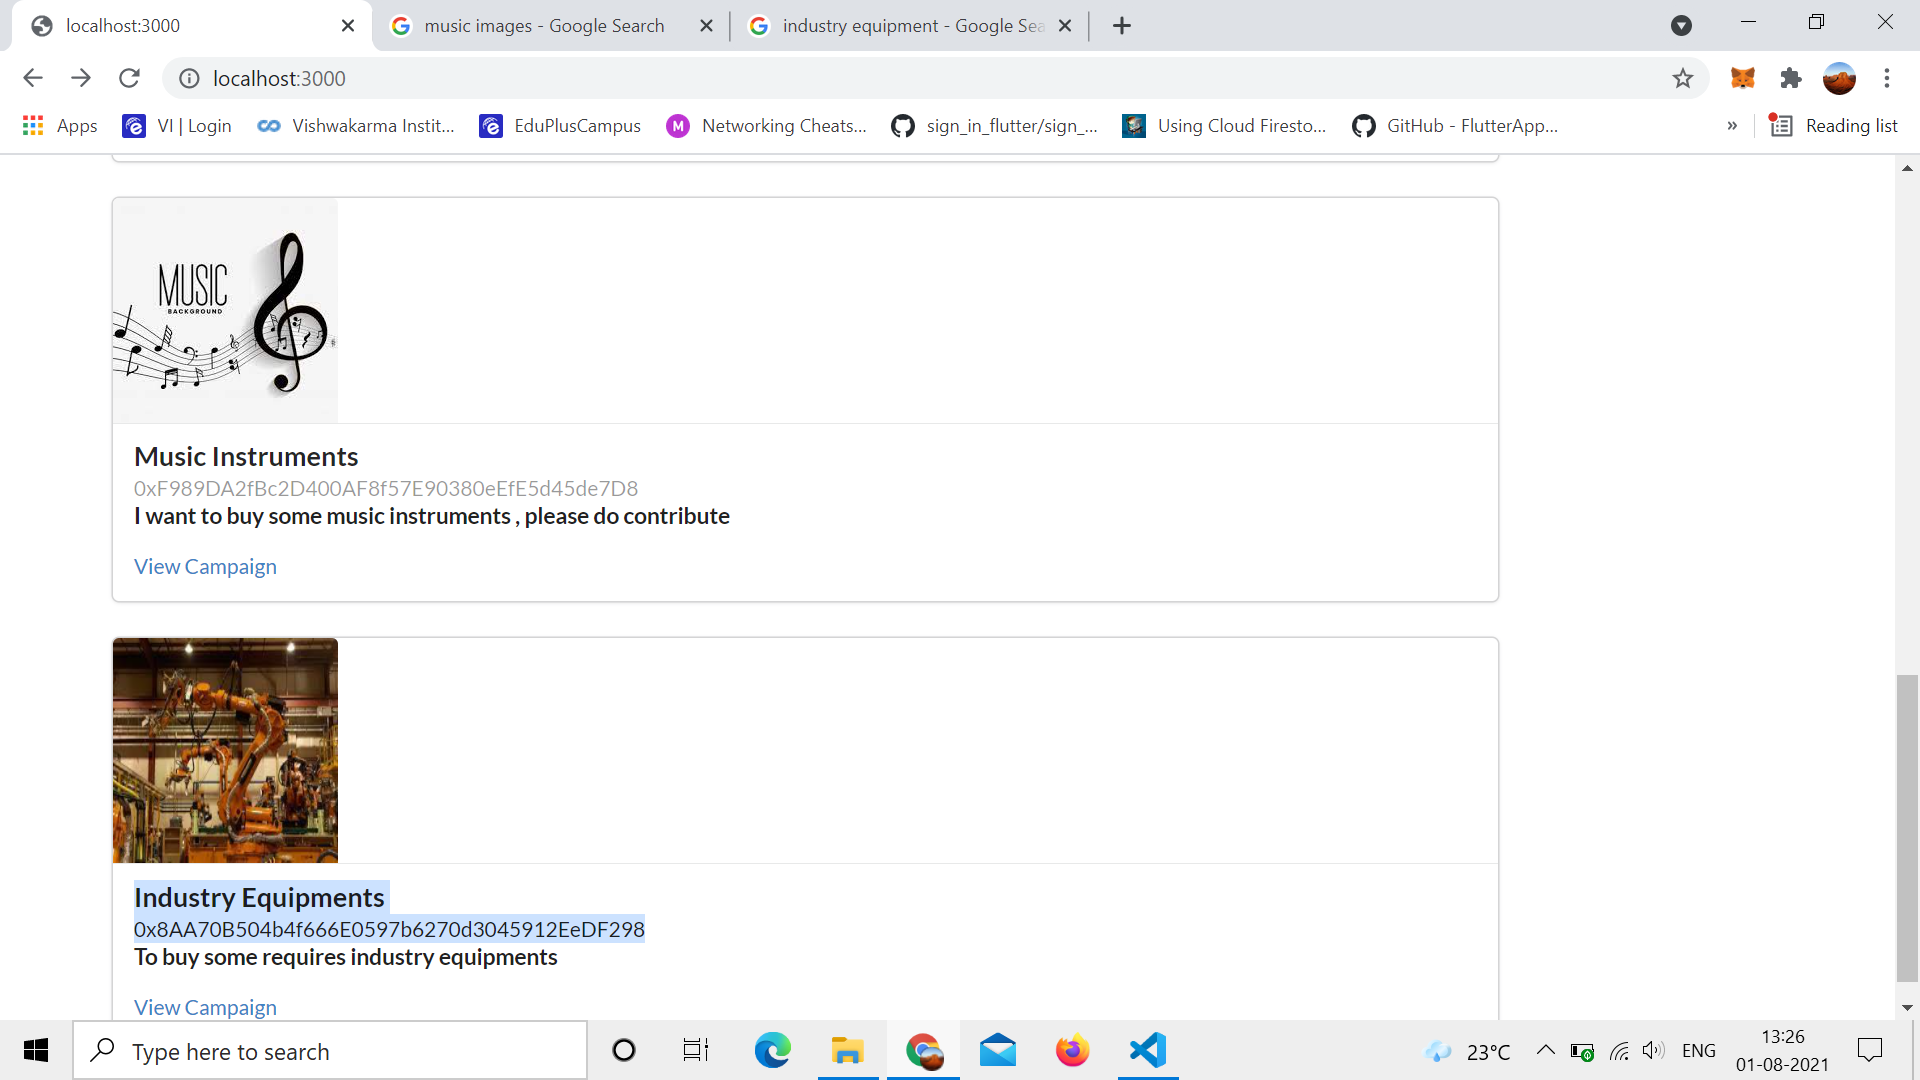 localhost:3000
music images - Google Search
industry equipment - Google Sea
localhost:3000
Apps
VI | Login
Vishwakarma Instit...
EduPlusCampus
M
Networking Cheats...
sign_in_flutter/sign_...
Using Cloud Firesto...
GitHub - FlutterApp...
»
Reading list
MUSIC
BACKGROUND
Music Instruments
0xF989DA2fBc2D400AF8f57E90380eEfE5d45de7D8
I want to buy some music instruments , please do contribute
View Campaign
Industry Equipments
0x8AA70B504b4f666E0597b6270d3045912EeDF298
To buy some requires industry equipments
View Campaign
Type here to search
23°C
ENG
13:26
01-08-2021